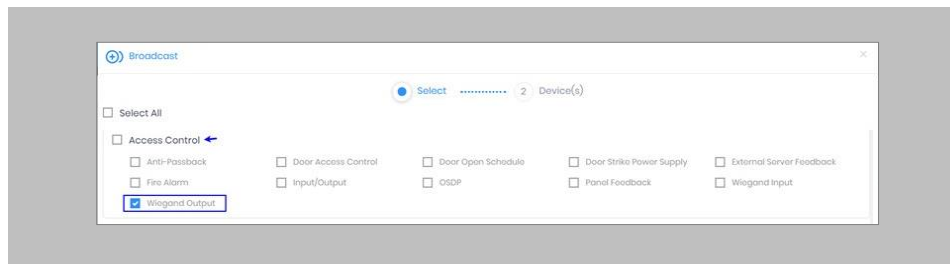 Broadcast
Select 2 Device(s)
Select All
Access Control
Anti-Passback Door Access Control Door Open Schedule Door Strike Power Supply External Server Feedback
Fire Alarm Input/Output OSDP Panel Feedback Wiegand Input
Wiegand Output